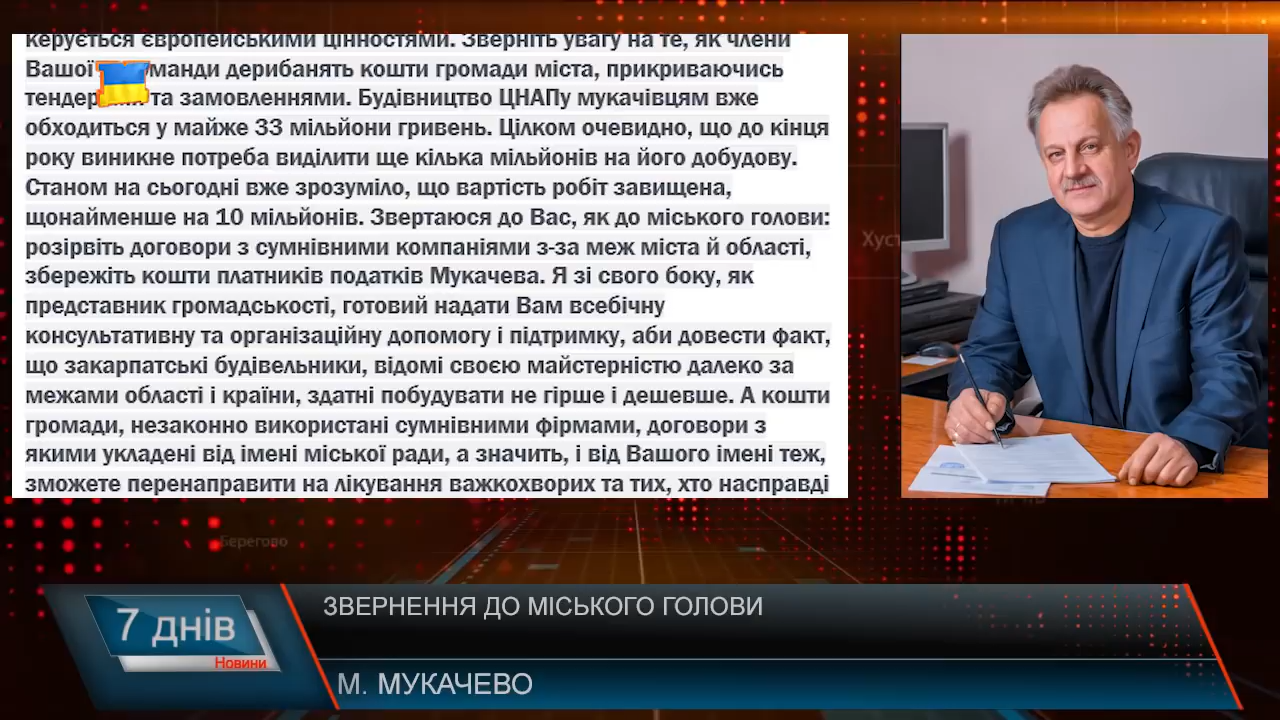 керується європейськими цінностями. Зверніть увагу на те, як члени
Вашої манди дерибанять кошти громади міста, прикриваючись
тендер та замовленнями. Будівництво ЦНАПу мукачівцям вже
обходиться у майже 33 мільйони гривень. Цілком очевидно, що до кінця
року виникне потреба виділити ще кілька мільйонів на його добудову.
Станом на сьогодні вже зрозуміло, що вартість робіт завищена,
щонайменше на 10 мільйонів. Звертаюся до Вас, як до міського голови:
розірвіть договори з сумнівними компаніями з-за меж міста й області,
збережіть кошти платників податків Мукачева. Я зі свого боку, як
представник громадськості, готовий надати Вам всебічну
консультативну та організаційну допомогу і підтримку, аби довести факт,
що закарпатські будівельники, відомі своєю майстерністю далеко за
межами області і країни, здатні побудувати не гірше і дешевше. А кошти
громади, незаконно використані сумнівними фірмами, договори з
якими укладені від імені міської ради, а значить, і від Вашого імені теж,
зможете перенаправити на лікування важкохворих та тих, хто насправді
Хуст
Берегово
7 днів
Новини
ЗВЕРНЕННЯ ДО МІСЬКОГО ГОЛОВИ
М. МУКАЧЕВО